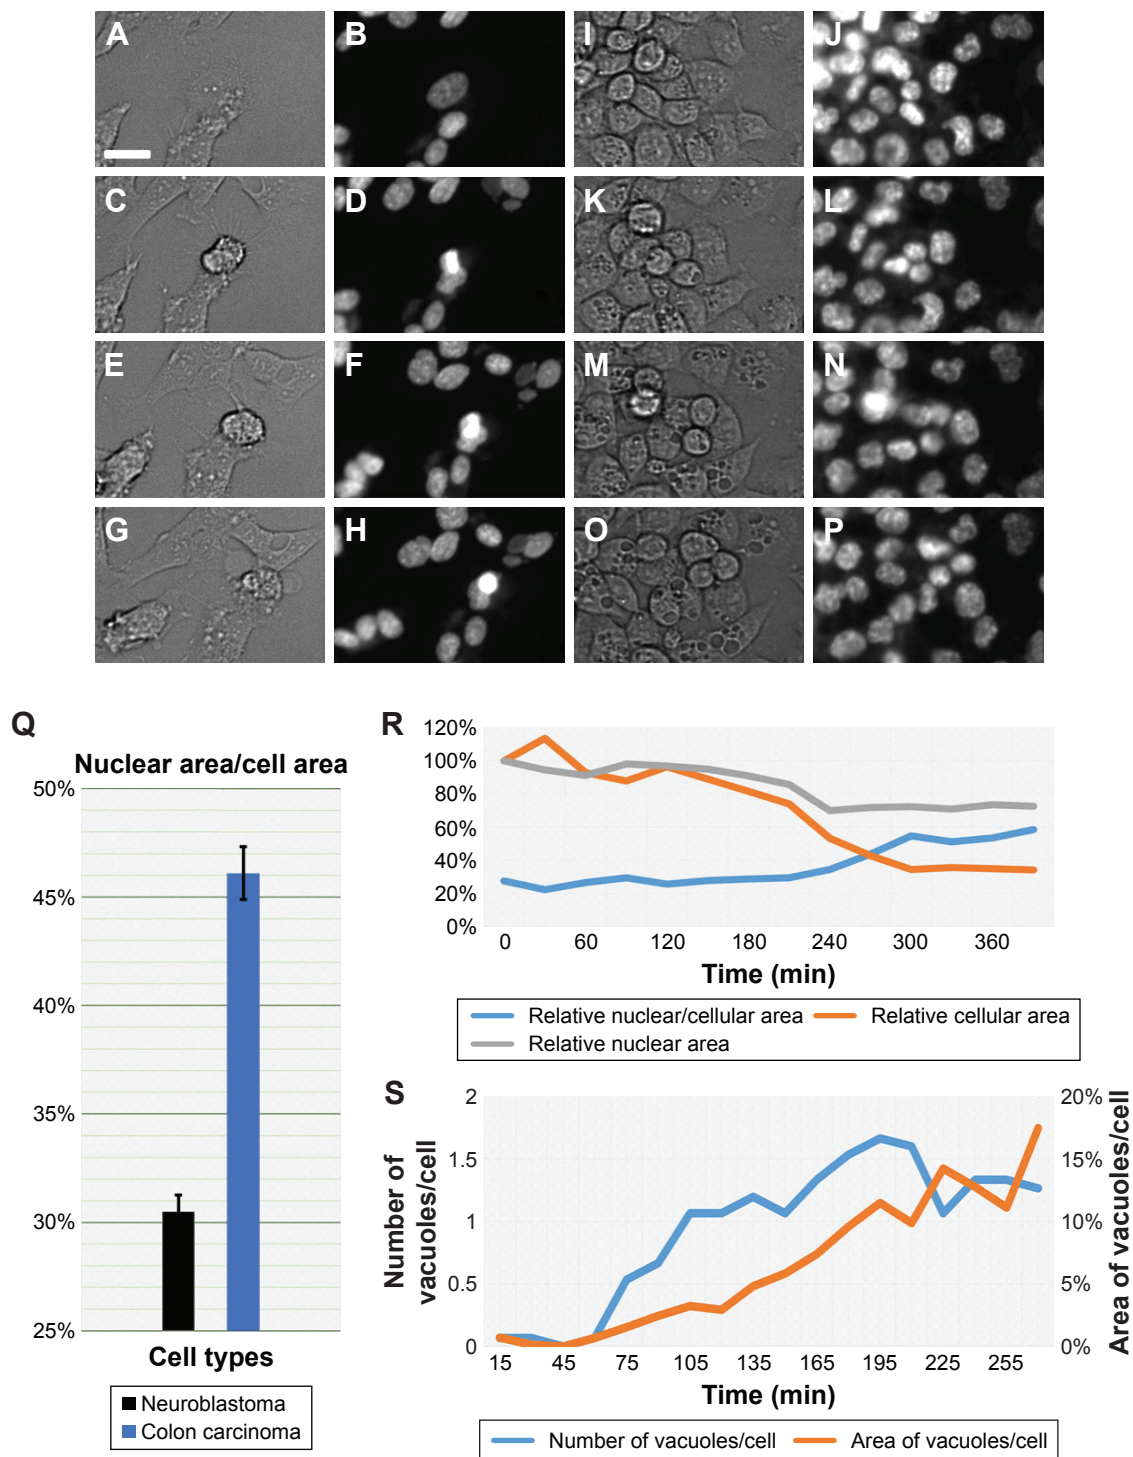 A B I J
C D K L
E F M N
G H O P
Q
Nuclear area/cell area
50%
45%
40%
35%
30%
25%
Cell types
Neuroblastoma
Colon carcinoma
R
120%
100%
80%
60%
40%
20%
0%
0 60 120 180 240 300 360
Time (min)
Relative nuclear/cellular area Relative cellular area
Relative nuclear area
S
Number of
vacuoles/cell
2
1.5
1
0.5
0
20%
15%
10%
5%
0%
Area of vacuoles/cell
15 45 75 105 135 165 195 225 255
Time (min)
Number of vacuoles/cell Area of vacuoles/cell